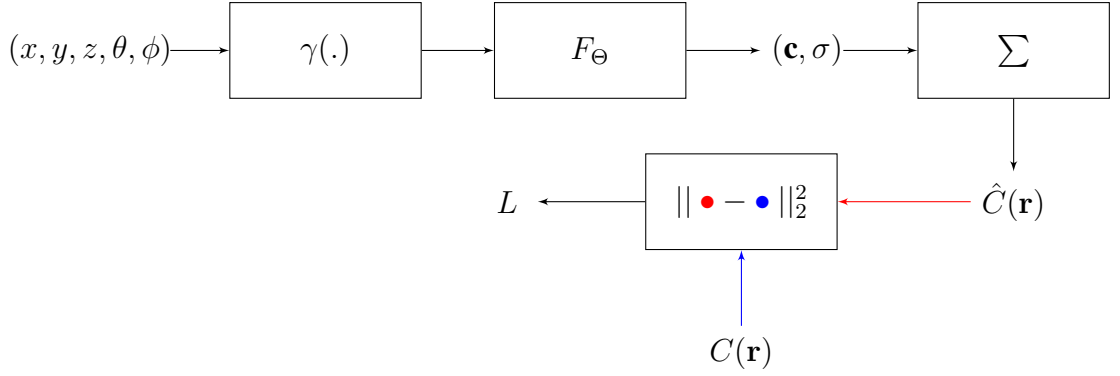 (x, y, z, θ, ϕ) γ(.) F_Θ (𝐜, σ) ∑
L || ● − ● ||₂² Ĉ(𝐫)
C(𝐫)